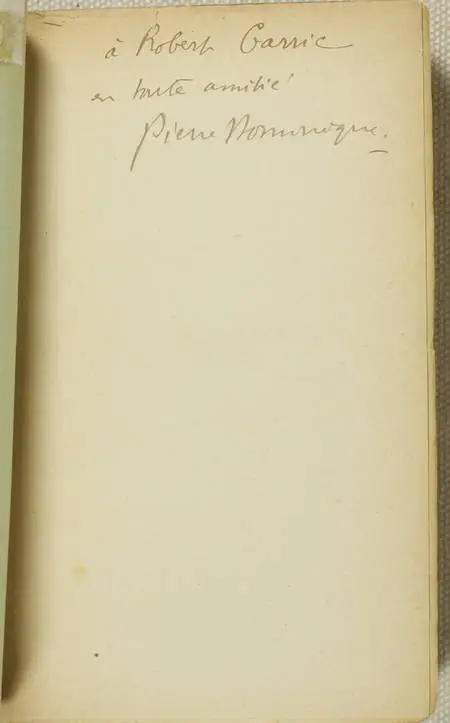 à Robert Garric
en toute amitié
Pierre Dominique.